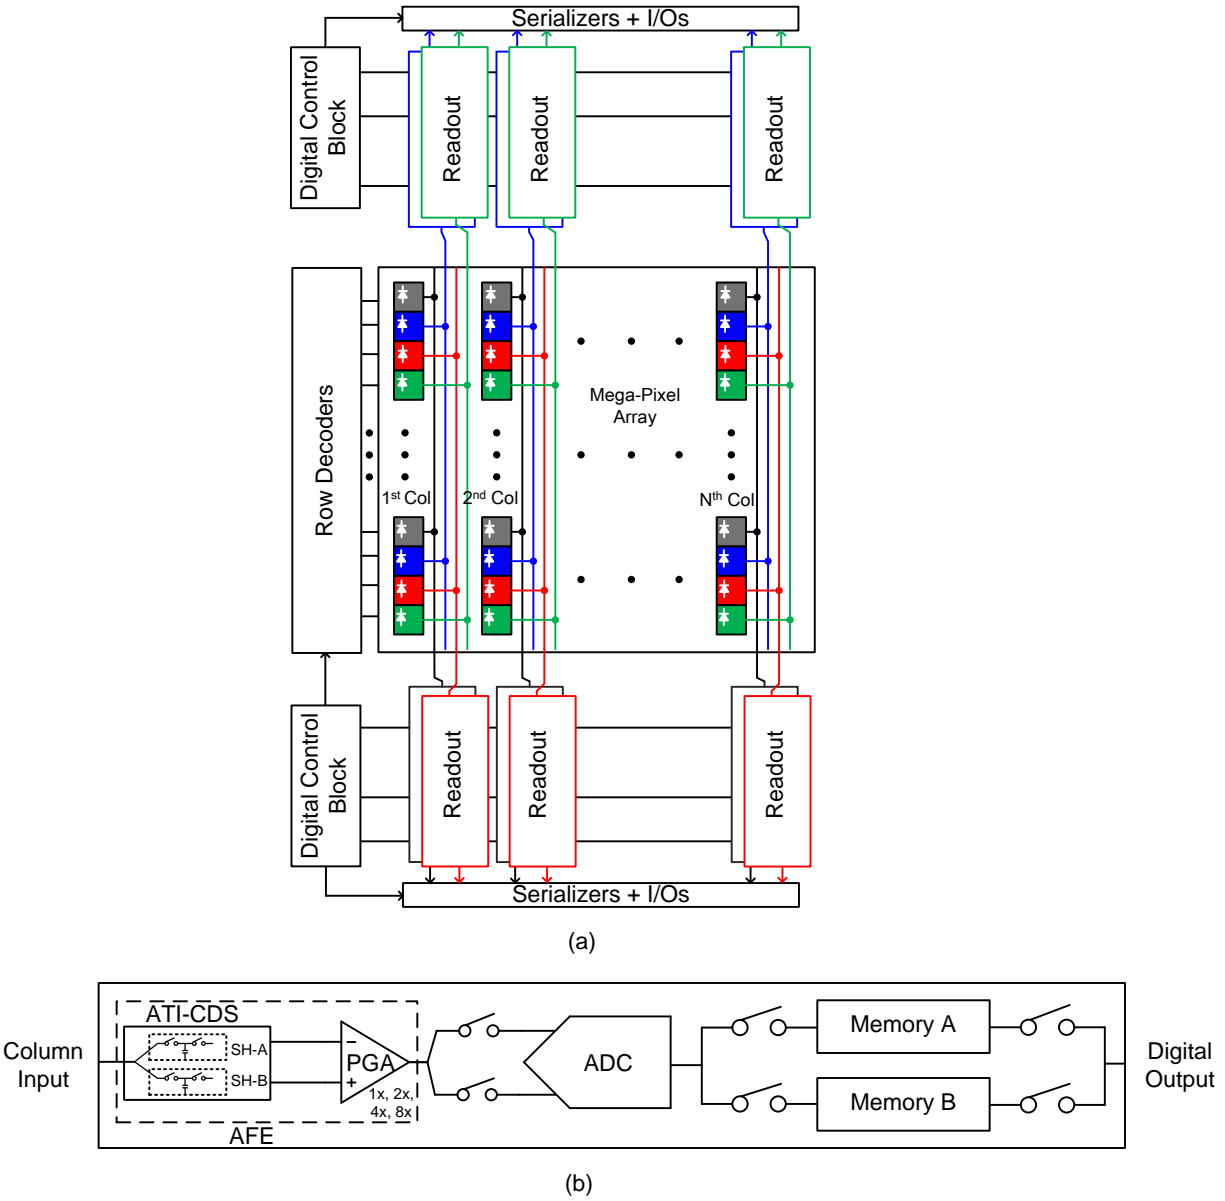 Serializers + I/Os
Digital Control
Block
Readout
Readout
Readout
Row Decoders
Mega-Pixel
Array
1st Col
2nd Col
Nth Col
Digital Control
Block
Readout
Readout
Readout
Serializers + I/Os
(a)
Column
Input
ATI-CDS
SH-A
SH-B
PGA
1x, 2x,
4x, 8x
AFE
ADC
Memory A
Memory B
Digital
Output
(b)